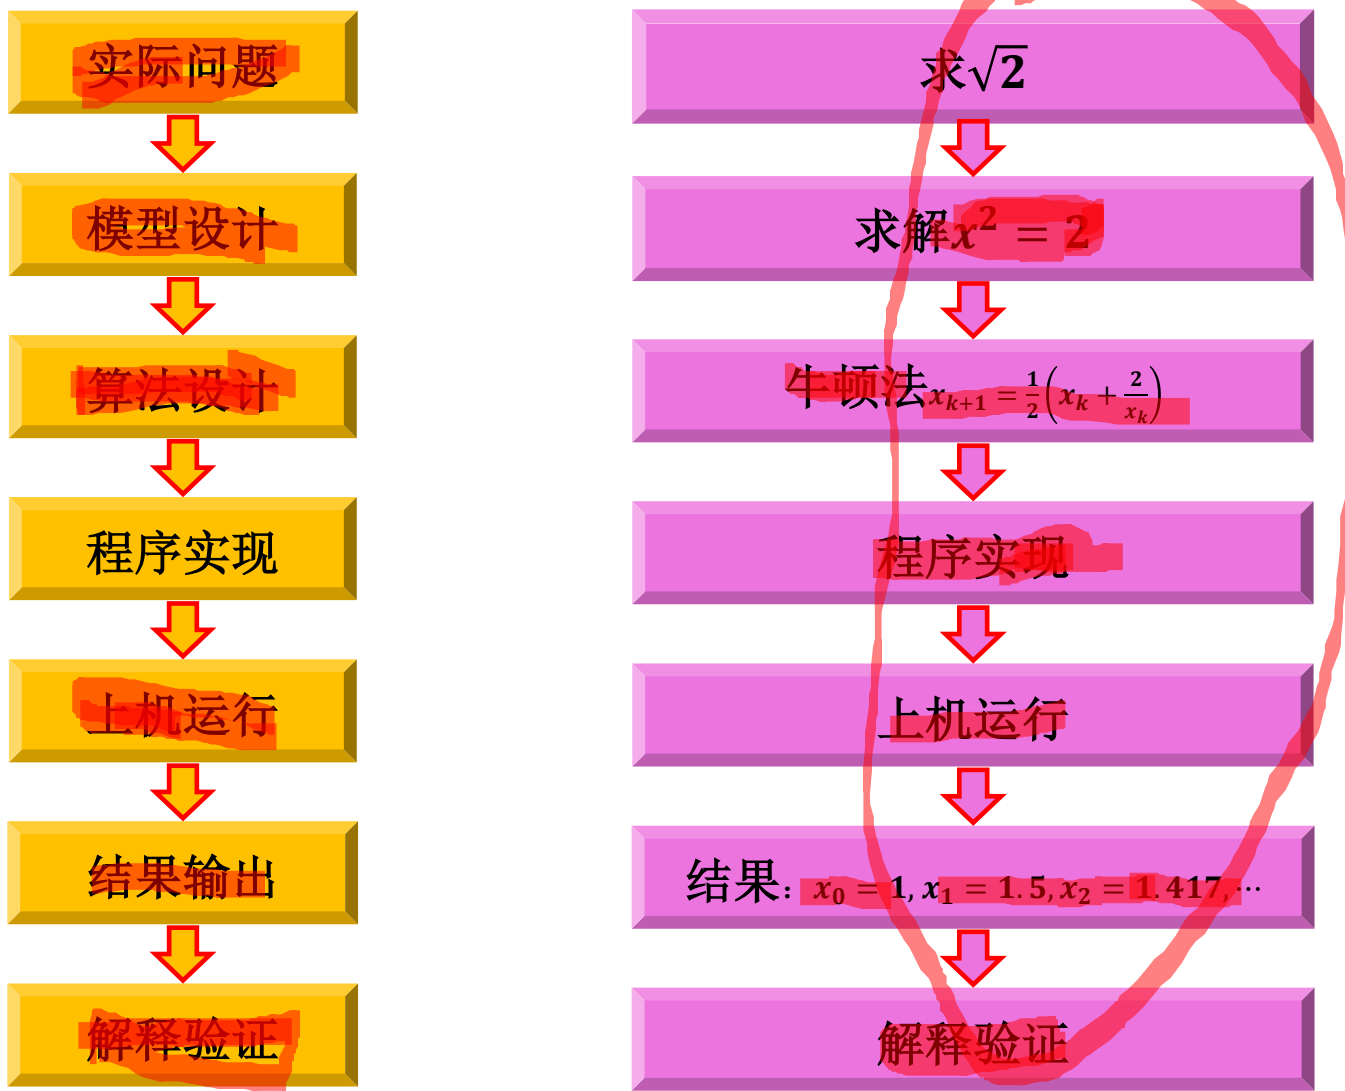 实际问题
模型设计
算法设计
程序实现
上机运行
结果输出
解释验证
求√2
求解x² = 2
牛顿法xₖ₊₁ = 1/2(xₖ + 2/xₖ)
程序实现
上机运行
结果：x₀ = 1, x₁ = 1.5, x₂ = 1.417, ⋯
解释验证